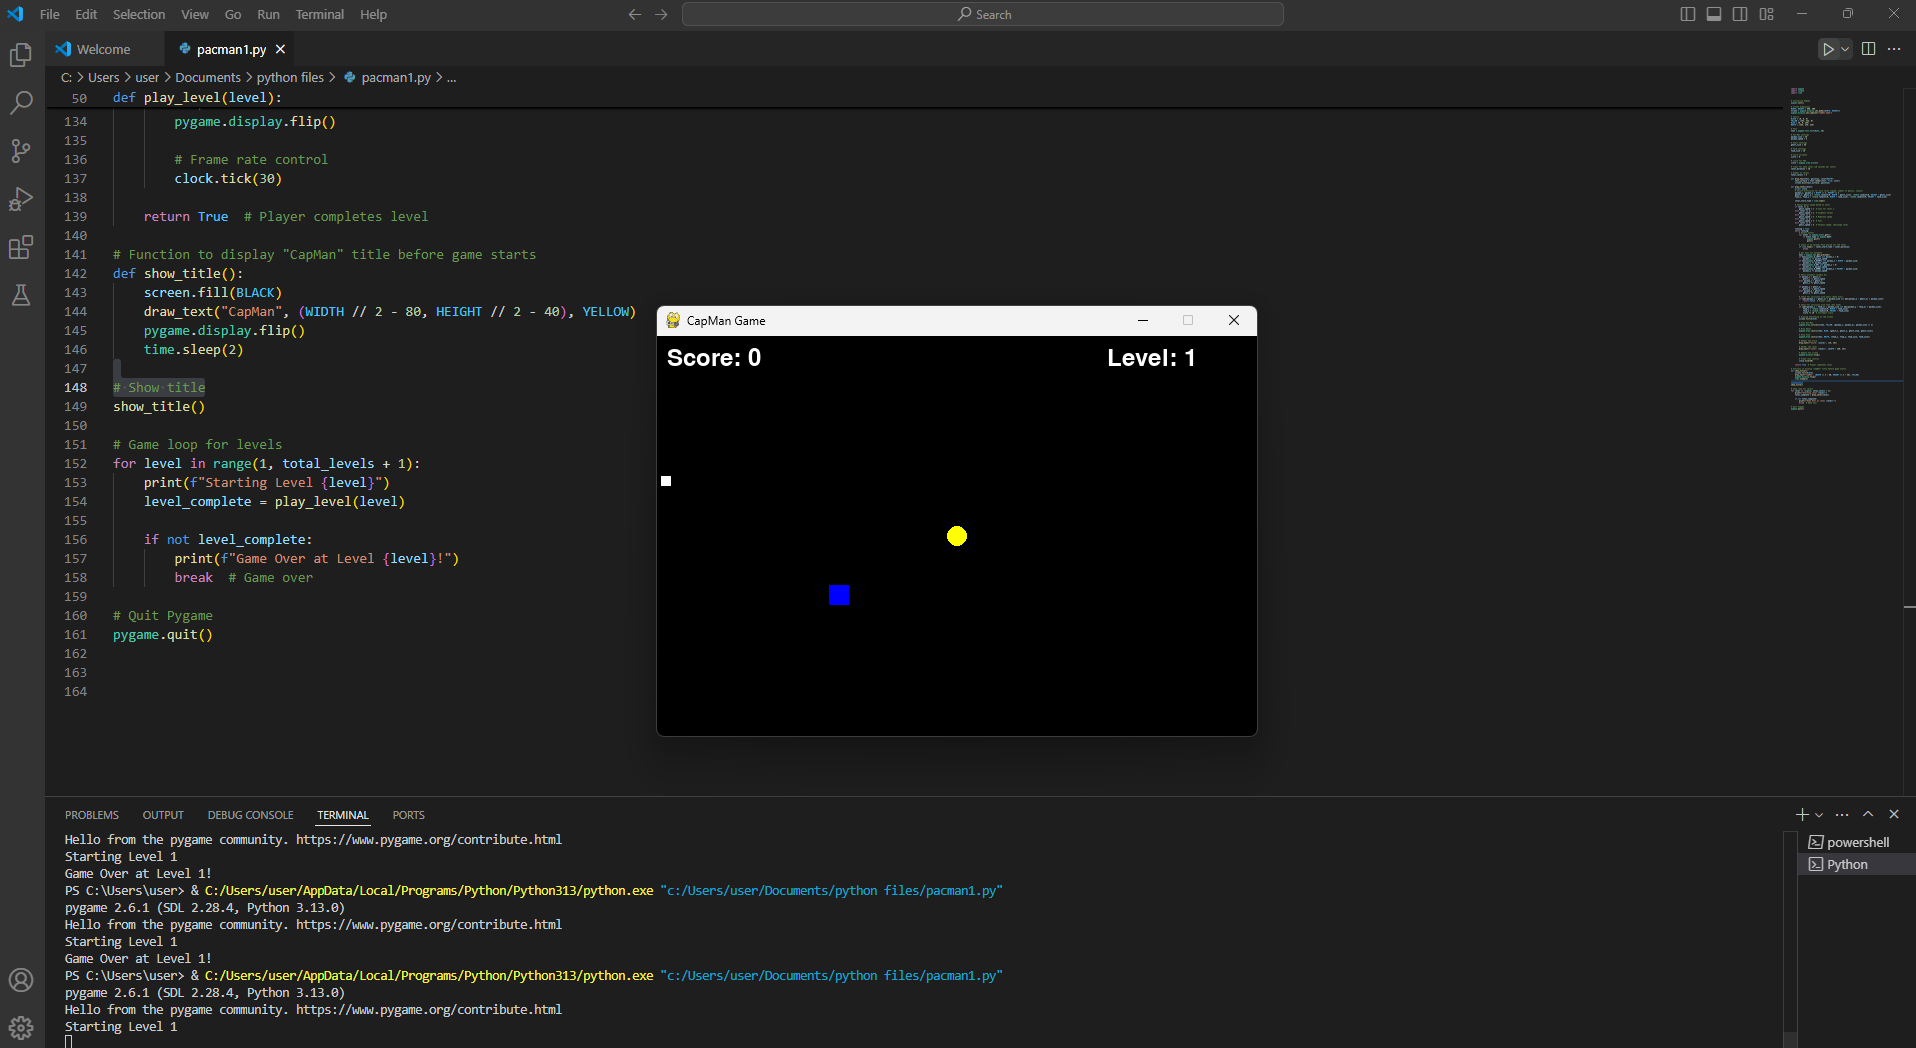 File Edit Selection View Go Run Terminal Help
Search
Welcome
pacman1.py
C: > Users > user > Documents > python files > pacman1.py > ...
50 def play_level(level):
134 pygame.display.flip()
135
136 # Frame rate control
137 clock.tick(30)
138
139 return True  # Player completes level
140
141 # Function to display "CapMan" title before game starts
142 def show_title():
143 screen.fill(BLACK)
144 draw_text("CapMan", (WIDTH // 2 - 80, HEIGHT // 2 - 40), YELLOW)
145 pygame.display.flip()
146 time.sleep(2)
147
148 # Show title
149 show_title()
150
151 # Game loop for levels
152 for level in range(1, total_levels + 1):
153 print(f"Starting Level {level}")
154 level_complete = play_level(level)
155
156 if not level_complete:
157 print(f"Game Over at Level {level}!")
158 break  # Game over
159
160 # Quit Pygame
161 pygame.quit()
162
163
164
CapMan Game
Score: 0
Level: 1
PROBLEMS OUTPUT DEBUG CONSOLE TERMINAL PORTS
Hello from the pygame community. https://www.pygame.org/contribute.html
Starting Level 1
Game Over at Level 1!
PS C:\Users\user> & C:/Users/user/AppData/Local/Programs/Python/Python313/python.exe "c:/Users/user/Documents/python files/pacman1.py"
pygame 2.6.1 (SDL 2.28.4, Python 3.13.0)
Hello from the pygame community. https://www.pygame.org/contribute.html
Starting Level 1
Game Over at Level 1!
PS C:\Users\user> & C:/Users/user/AppData/Local/Programs/Python/Python313/python.exe "c:/Users/user/Documents/python files/pacman1.py"
pygame 2.6.1 (SDL 2.28.4, Python 3.13.0)
Hello from the pygame community. https://www.pygame.org/contribute.html
Starting Level 1
powershell
Python